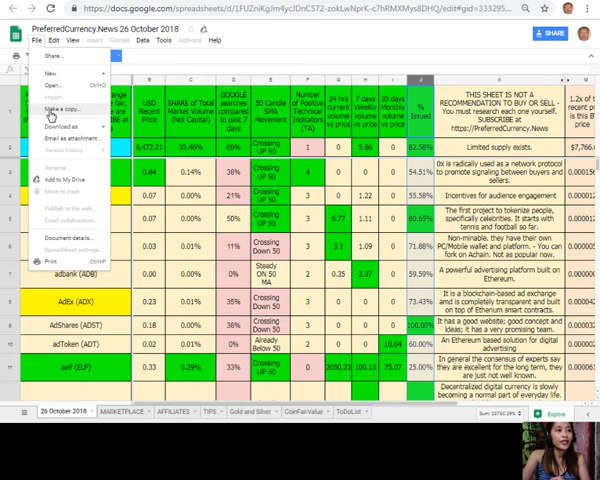 https://docs.google.com/spreadsheets/d/
PreferredCurrency.News 26 October 2018
File Edit View Insert Format Data Tools Add-ons Help
Share...
New
Open... Ctrl+O
Import...
Make a copy...
Download as
Email as attachment...
Version history
Rename...
Add to My Drive
Move to trash
Publish to the web...
Email collaborators...
Document details...
Spreadsheet settings...
Print Ctrl+P
B C D E F G H I J K M
1 USD Recent Price SHARE of Total Market Volume (Not Capital) GOOGLE searches compared to past 7 days 50 Candle SMA Movement Number of Positive Technical Indicators (TA) 24 hrs current volume vs price 7 days Weekly volume vs price 30 days Monthly volume vs price % Issued THIS SHEET IS NOT A RECOMMENDATION TO BUY OR SELL - You must research each one yourself. SUBSCRIBE at https://PreferredCurrency.News
2 6,472.21 35.46% 69% Crossing UP 50 1 0 5.86 0 82.58% Limited supply exists. $7,766.
3 0.84 0.14% 38% Crossing UP 50 4 0 0 0 54.51% 0x is radically used as a network protocol to promote signaling between buyers and sellers.
4 0.07 0.00% 21% Crossing UP 50 3 0 1.22 0 55.58% Incentives for audience engagement
5 0.07 0.00% 50% Crossing UP 50 3 6.77 1.11 0 80.65% The first project to tokenize people, specifically celebrities. It starts with tennis and football so far.
6 0.03 0.01% 11% Crossing Down 50 3 3.1 1.09 0 71.88% Non-minable. they have their own PC/Mobile wallet and platform. - You can fork on Achain. Not as popular now.
7 adbank (ADB) 0.00 0.00% 0% Steady ON 50 MA 2 0.35 2.37 0 59.59% A powerful advertising platform built on Ethereum.
8 AdEx (ADX) 0.23 0.01% 35% Crossing Down 50 3 0 0 0 73.43% It is a blockchain-based ad exchange amd is completely transparent and built on top of Etherium smart contracts.
9 AdShares (ADST) 0.18 0.00% 38% Crossing Down 50 3 0 0 0 100.00% It has a good website; good concept and ideas; it has a very promising team.
10 adToken (ADT) 0.02 0.01% 0% Already Below 50 2 0 0 10.64 60.00% An Ethereum based solution for digital advertising
11 aelf (ELF) 0.33 0.29% 33% Crossing UP 50 0 2050.23 100.13 75.07 25.00% In general the consensus of experts say they are excellent for the long term, they are just not well known.
Decentralized digital currency is slowly becoming a normal part of everyday life.
26 October 2018 MARKETPLACE AFFILIATES TIPS Gold and Silver CoinFairValue ToDoList
Explore